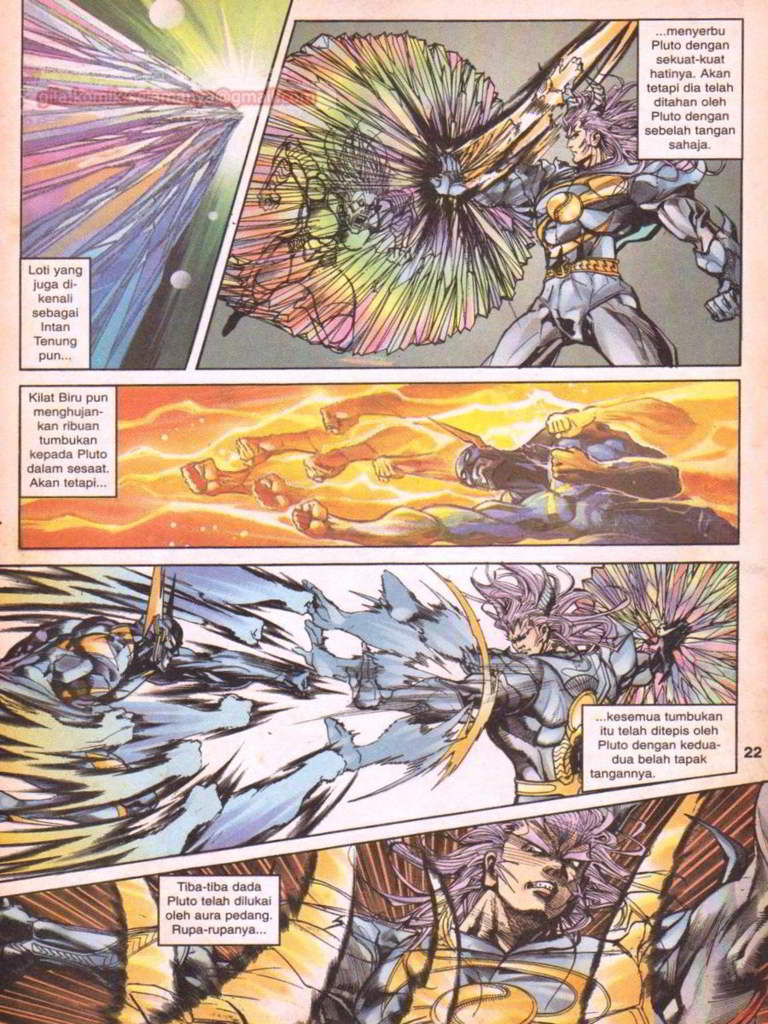 gilajkomikselamanya@gmail.com
Loti yang
juga di-
kenali
sebagai
Intan
Tenung
pun...
...menyerbu
Pluto dengan
sekuat-kuat
hatinya. Akan
tetapi dia telah
ditahan oleh
Pluto dengan
sebelah tangan
sahaja.
Kilat Biru pun
menghujan-
kan ribuan
tumbukan
kepada Pluto
dalam sesaat.
Akan tetapi...
...kesemua tumbukan
itu telah ditepis oleh
Pluto dengan kedua-
dua belah tapak
tangannya.
22
Tiba-tiba dada
Pluto telah dilukai
oleh aura pedang.
Rupa-rupanya...